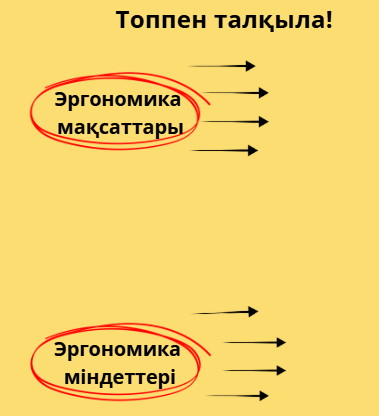 Топпен талқыла!
Эргономика
мақсаттары
Эргономика
міндеттері